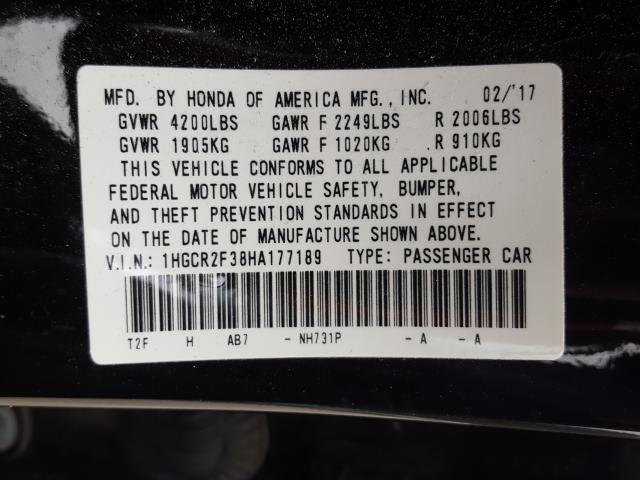 MFD. BY HONDA OF AMERICA MFG., INC. 02/'17
GVWR 4200LBS GAWR F 2249LBS R 2006LBS
GVWR 1905KG GAWR F 1020KG R 910KG
THIS VEHICLE CONFORMS TO ALL APPLICABLE
FEDERAL MOTOR VEHICLE SAFETY, BUMPER,
AND THEFT PREVENTION STANDARDS IN EFFECT
ON THE DATE OF MANUFACTURE SHOWN ABOVE.
V.I.N.: 1HGCR2F38HA177189 TYPE: PASSENGER CAR
T2F H AB7 - NH731P - A - A